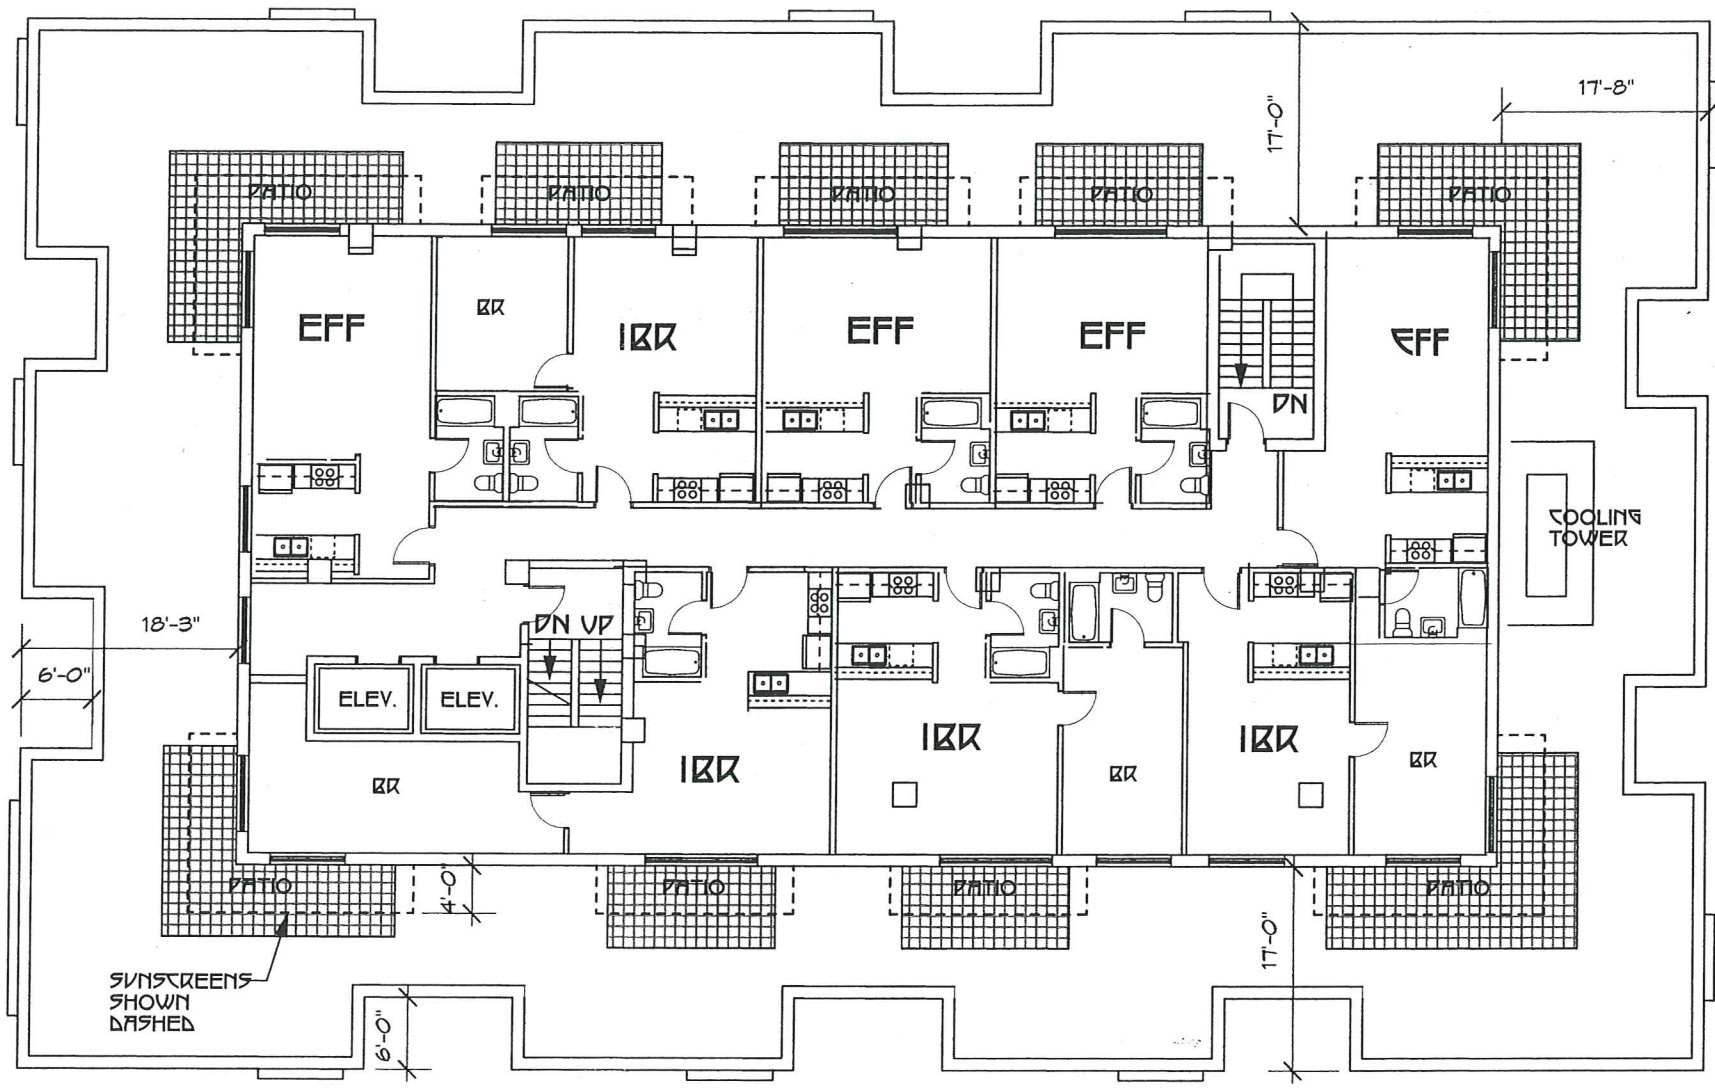 17'-8"
17'-0"
PATIO
PATIO
PATIO
PATIO
PATIO
EFF
BR
1BR
EFF
EFF
EFF
DN
COOLING
TOWER
18'-3"
6'-0"
DN UP
ELEV.
ELEV.
BR
1BR
1BR
BR
1BR
BR
PATIO
4'-0"
PATIO
PATIO
PATIO
17'-0"
SUNSCREENS
SHOWN
DASHED
6'-0"